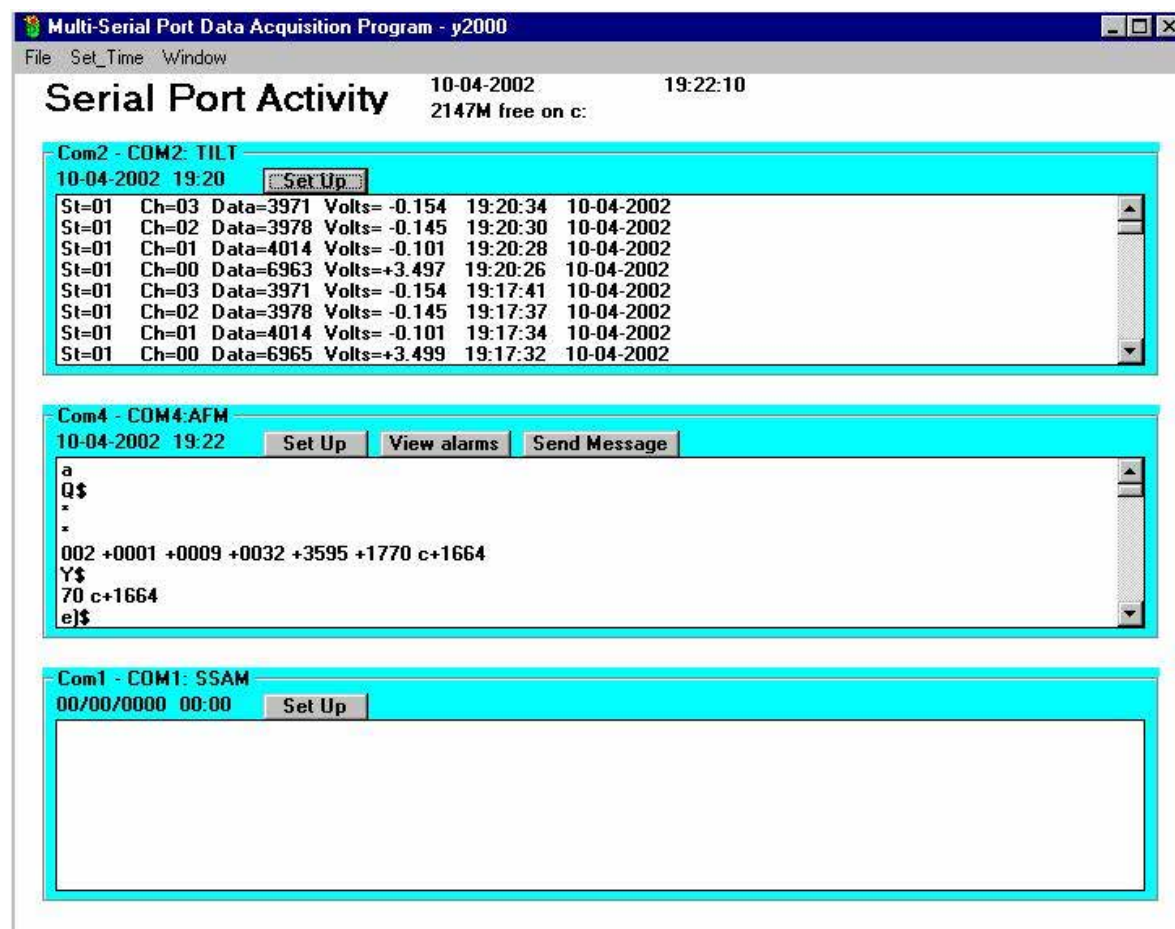 Multi-Serial Port Data Acquisition Program - y2000
File Set_Time Window
Serial Port Activity
10-04-2002 19:22:10
2147M free on c:
Com2 - COM2: TILT
10-04-2002 19:20 Set Up
St=01 Ch=03 Data=3971 Volts= -0.154 19:20:34 10-04-2002
St=01 Ch=02 Data=3978 Volts= -0.145 19:20:30 10-04-2002
St=01 Ch=01 Data=4014 Volts= -0.101 19:20:28 10-04-2002
St=01 Ch=00 Data=6963 Volts=+3.497 19:20:26 10-04-2002
St=01 Ch=03 Data=3971 Volts= -0.154 19:17:41 10-04-2002
St=01 Ch=02 Data=3978 Volts= -0.145 19:17:37 10-04-2002
St=01 Ch=01 Data=4014 Volts= -0.101 19:17:34 10-04-2002
St=01 Ch=00 Data=6965 Volts=+3.499 19:17:32 10-04-2002
Com4 - COM4:AFM
10-04-2002 19:22 Set Up View alarms Send Message
a
Q$
*
*
002 +0001 +0009 +0032 +3595 +1770 c+1664
Y$
70 c+1664
e)$
Com1 - COM1: SSAM
00/00/0000 00:00 Set Up